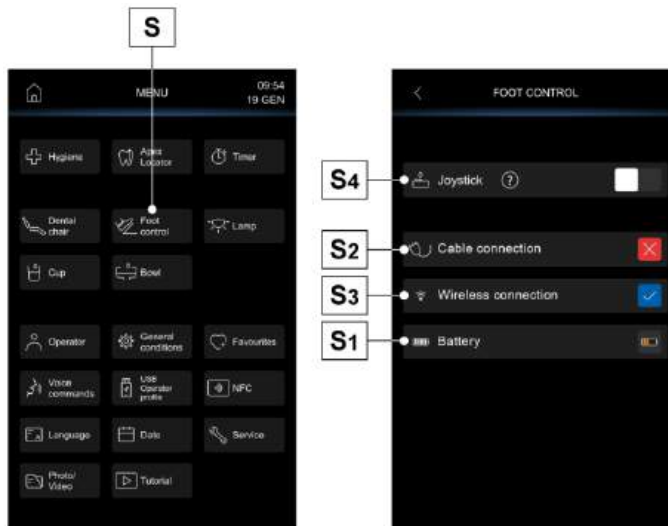 S
MENU
09:54
19 GEN
Hygiene
Apex
Locator
Timer
Dental
chair
Foot
control
Lamp
Cup
Bowl
Operator
General
conditions
Favourites
Voice
commands
USB
Operator
profile
NFC
Language
Date
Service
Photo/
Video
Tutorial
FOOT CONTROL
S4
Joystick ?
S2
Cable connection
S3
Wireless connection
S1
Battery